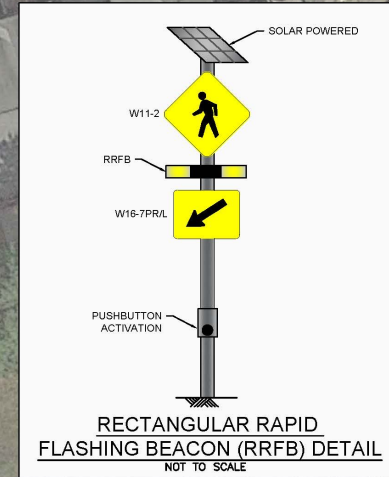 SOLAR POWERED
W11-2
RRFB
W16-7PR/L
PUSHBUTTON
ACTIVATION
RECTANGULAR RAPID
FLASHING BEACON (RRFB) DETAIL
NOT TO SCALE